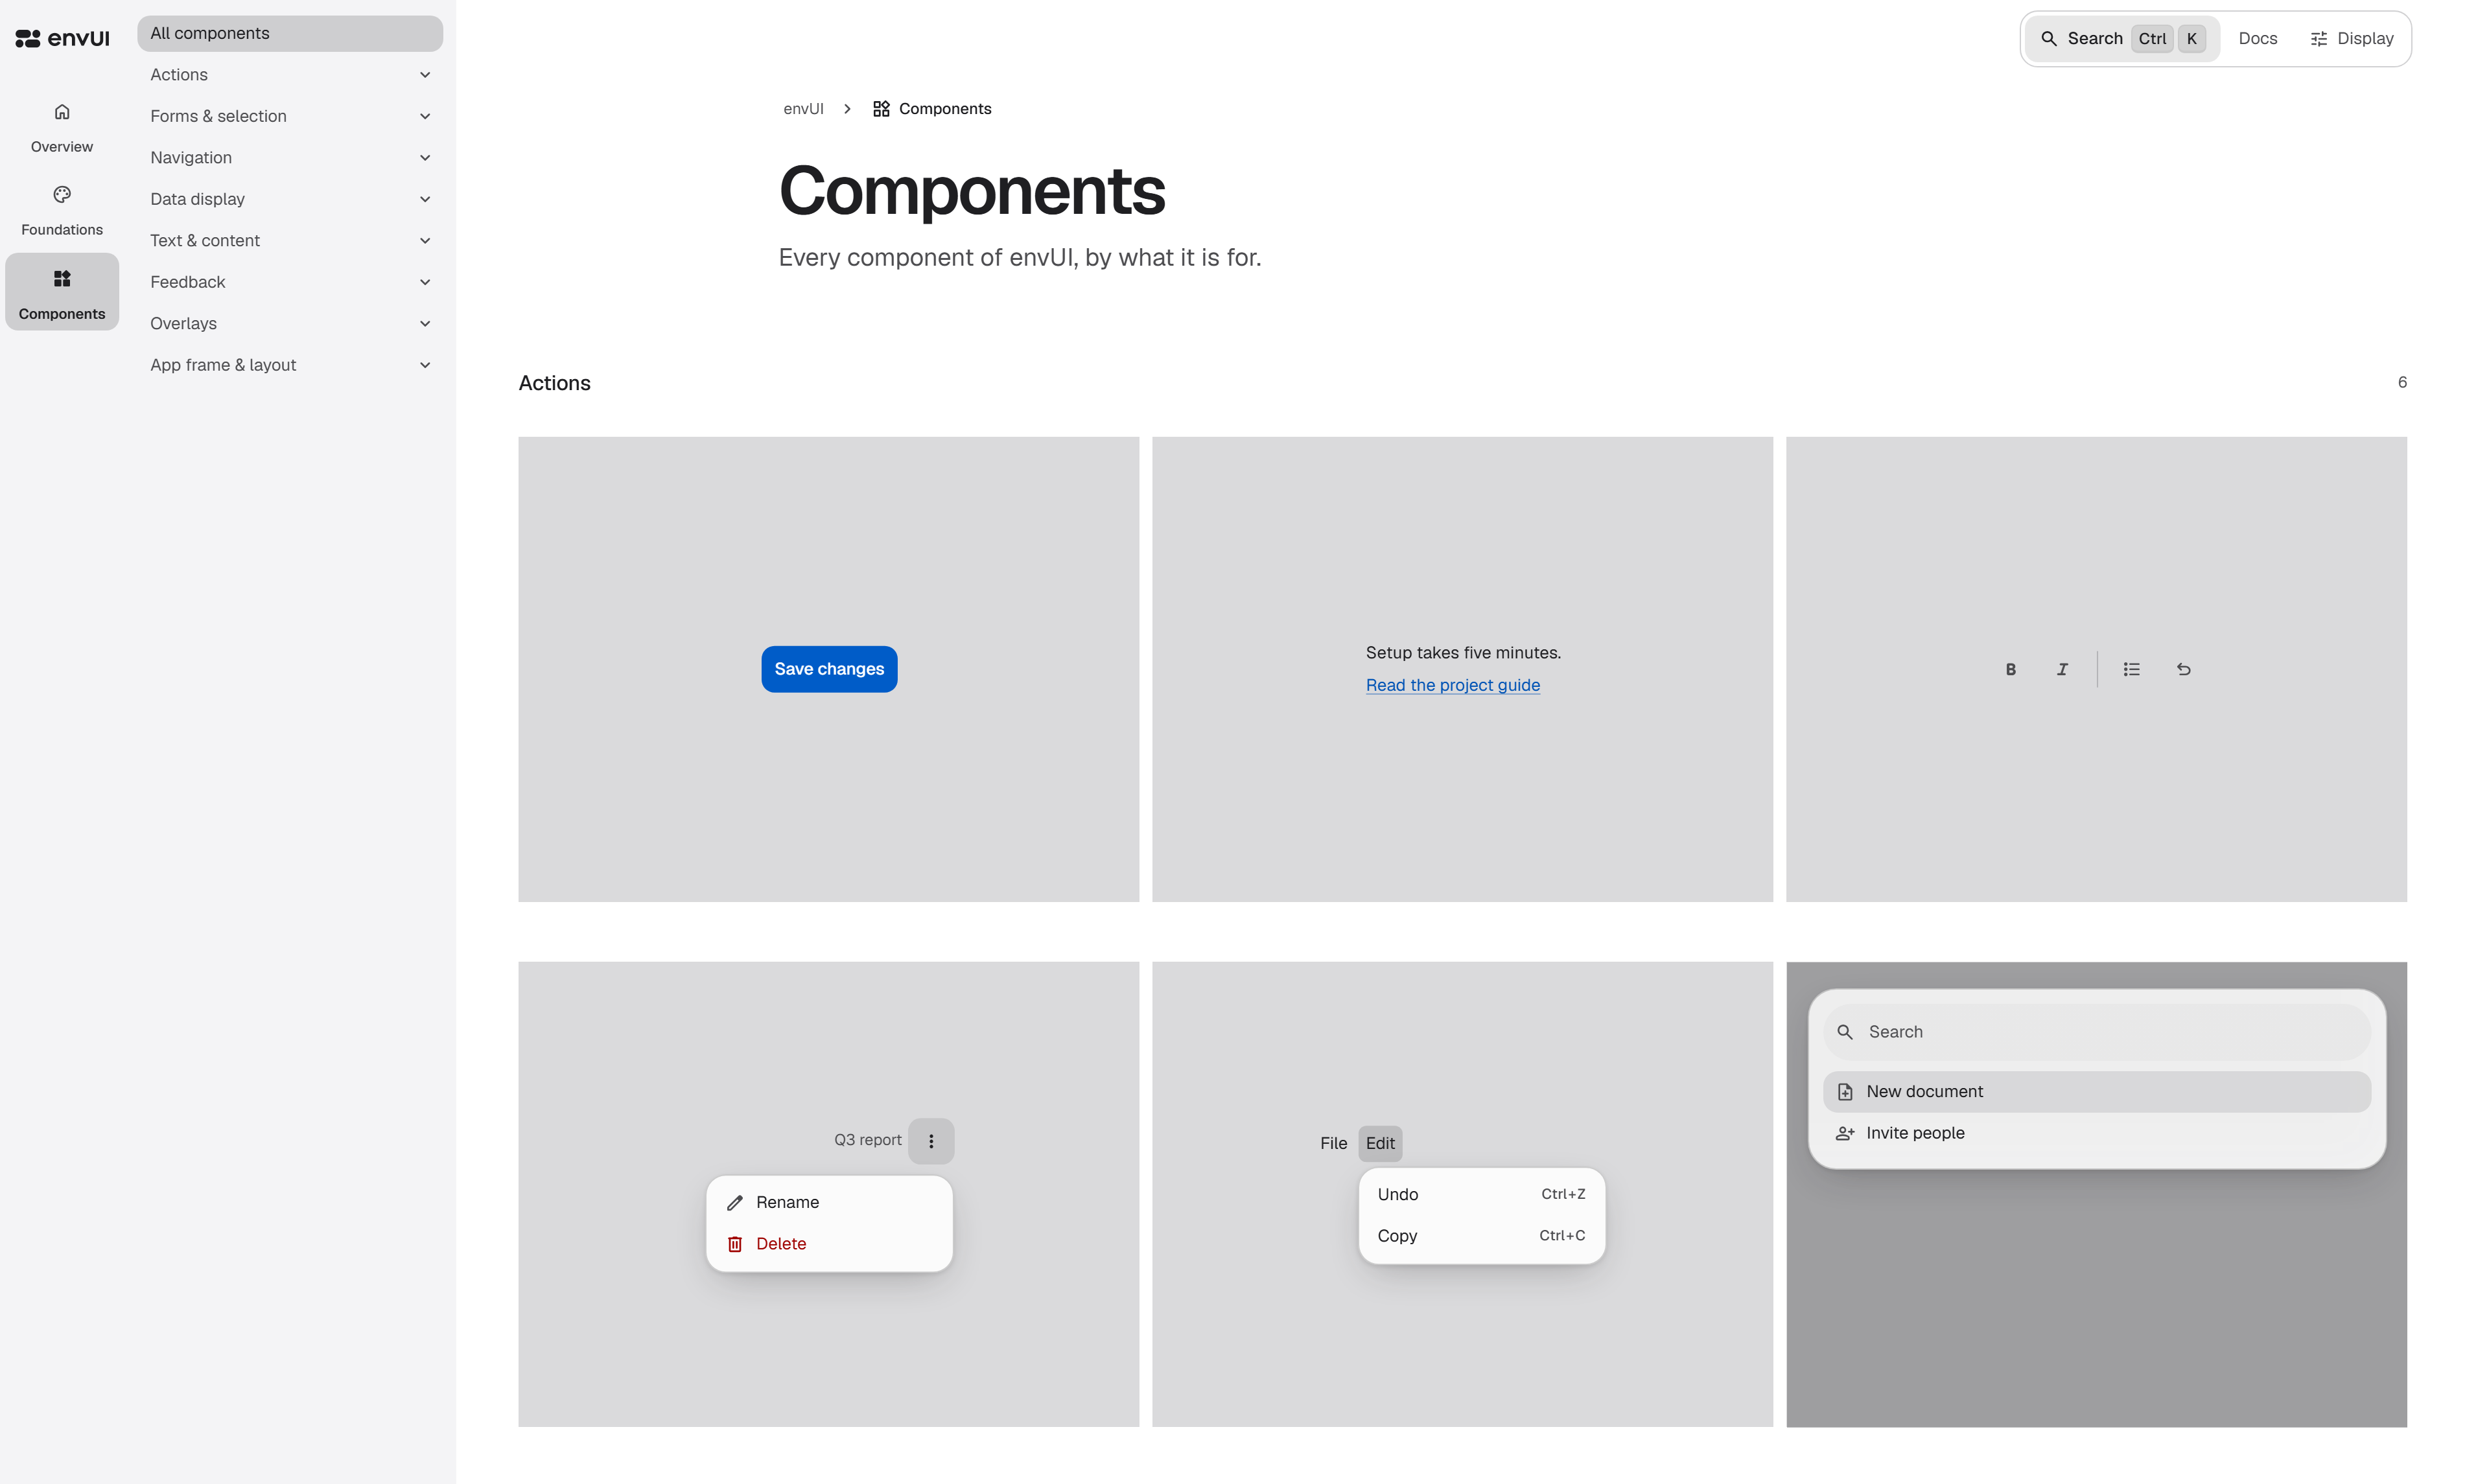 envUI
Overview
Foundations
Components
All components
Actions
Forms & selection
Navigation
Data display
Text & content
Feedback
Overlays
App frame & layout
Search Ctrl K Docs Display
envUI Components
Components
Every component of envUI, by what it is for.
Actions 6
Save changes
Setup takes five minutes.
Read the project guide
B I
Q3 report
Rename
Delete
File Edit
Undo Ctrl+Z
Copy Ctrl+C
Search
New document
Invite people